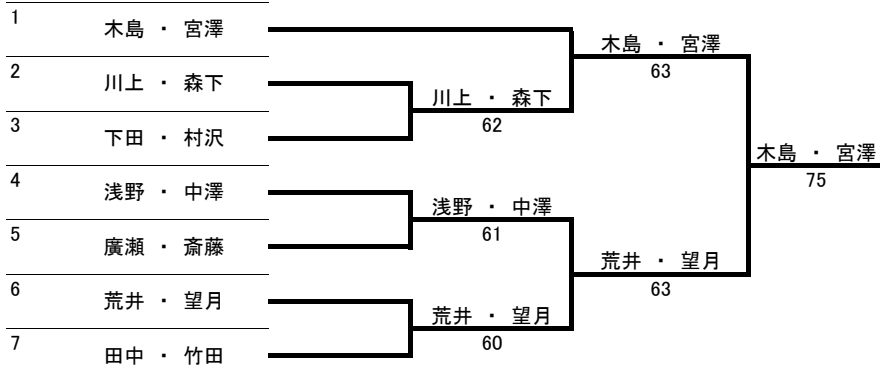 1
木島 ・ 宮澤
2
川上 ・ 森下
3
下田 ・ 村沢
4
浅野 ・ 中澤
5
廣瀬 ・ 斎藤
6
荒井 ・ 望月
7
田中 ・ 竹田
川上 ・ 森下
62
浅野 ・ 中澤
61
荒井 ・ 望月
60
木島 ・ 宮澤
63
荒井 ・ 望月
63
木島 ・ 宮澤
75